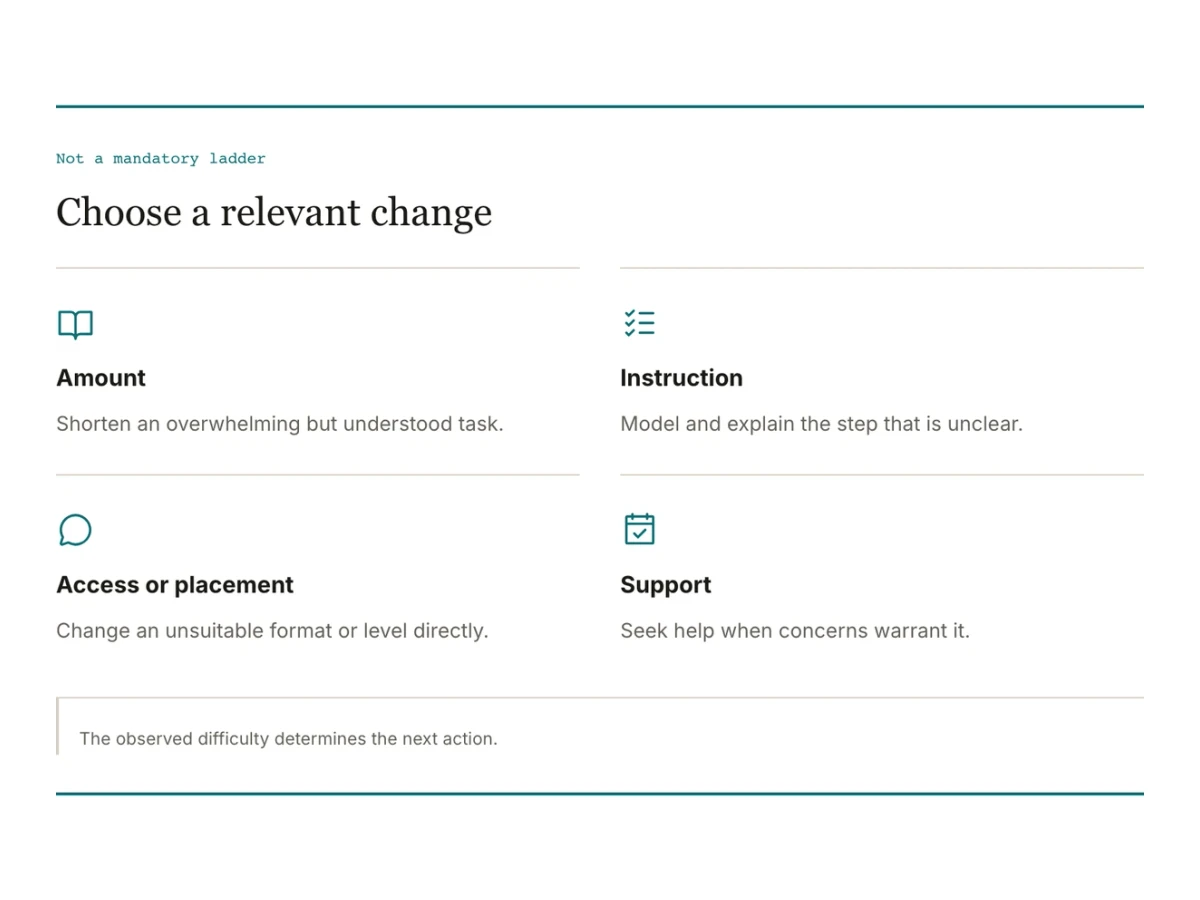 Not a mandatory ladder
Choose a relevant change
Amount
Shorten an overwhelming but understood task.
Instruction
Model and explain the step that is unclear.
Access or placement
Change an unsuitable format or level directly.
Support
Seek help when concerns warrant it.
The observed difficulty determines the next action.